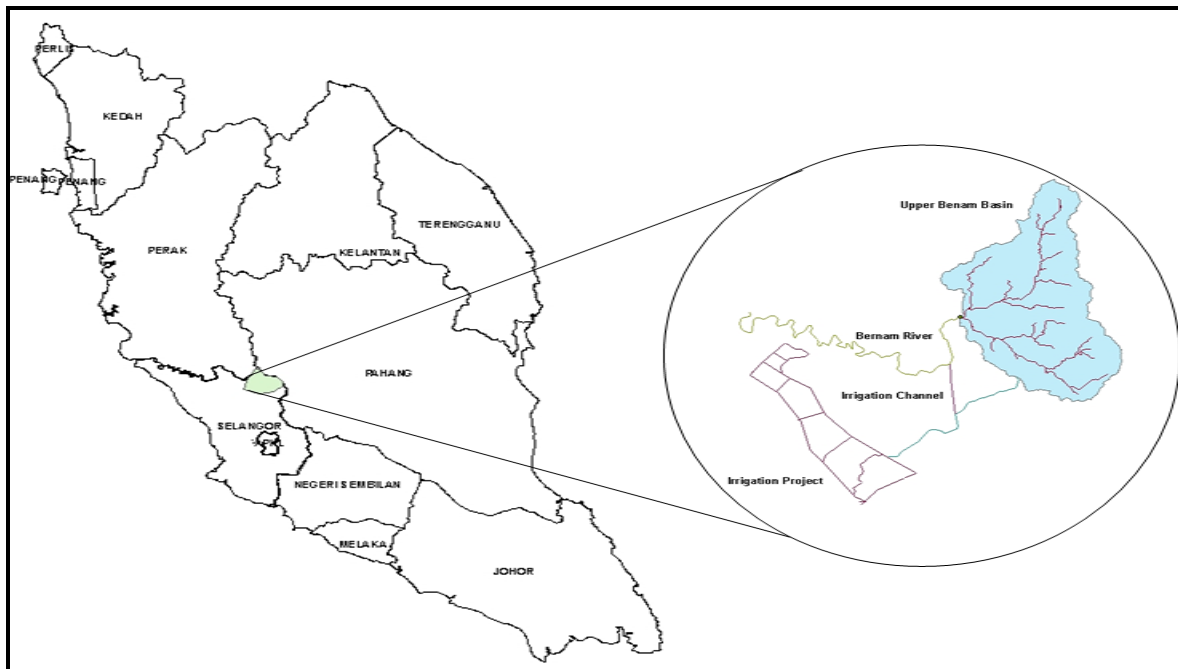 PERLIS
KEDAH
PENANG
PENANG
PERAK
KELANTAN
TERENGGANU
PAHANG
SELANGOR
NEGERI SEMBILAN
MELAKA
JOHOR
Upper Benam Basin
Bernam River
Irrigation Channel
Irrigation Project